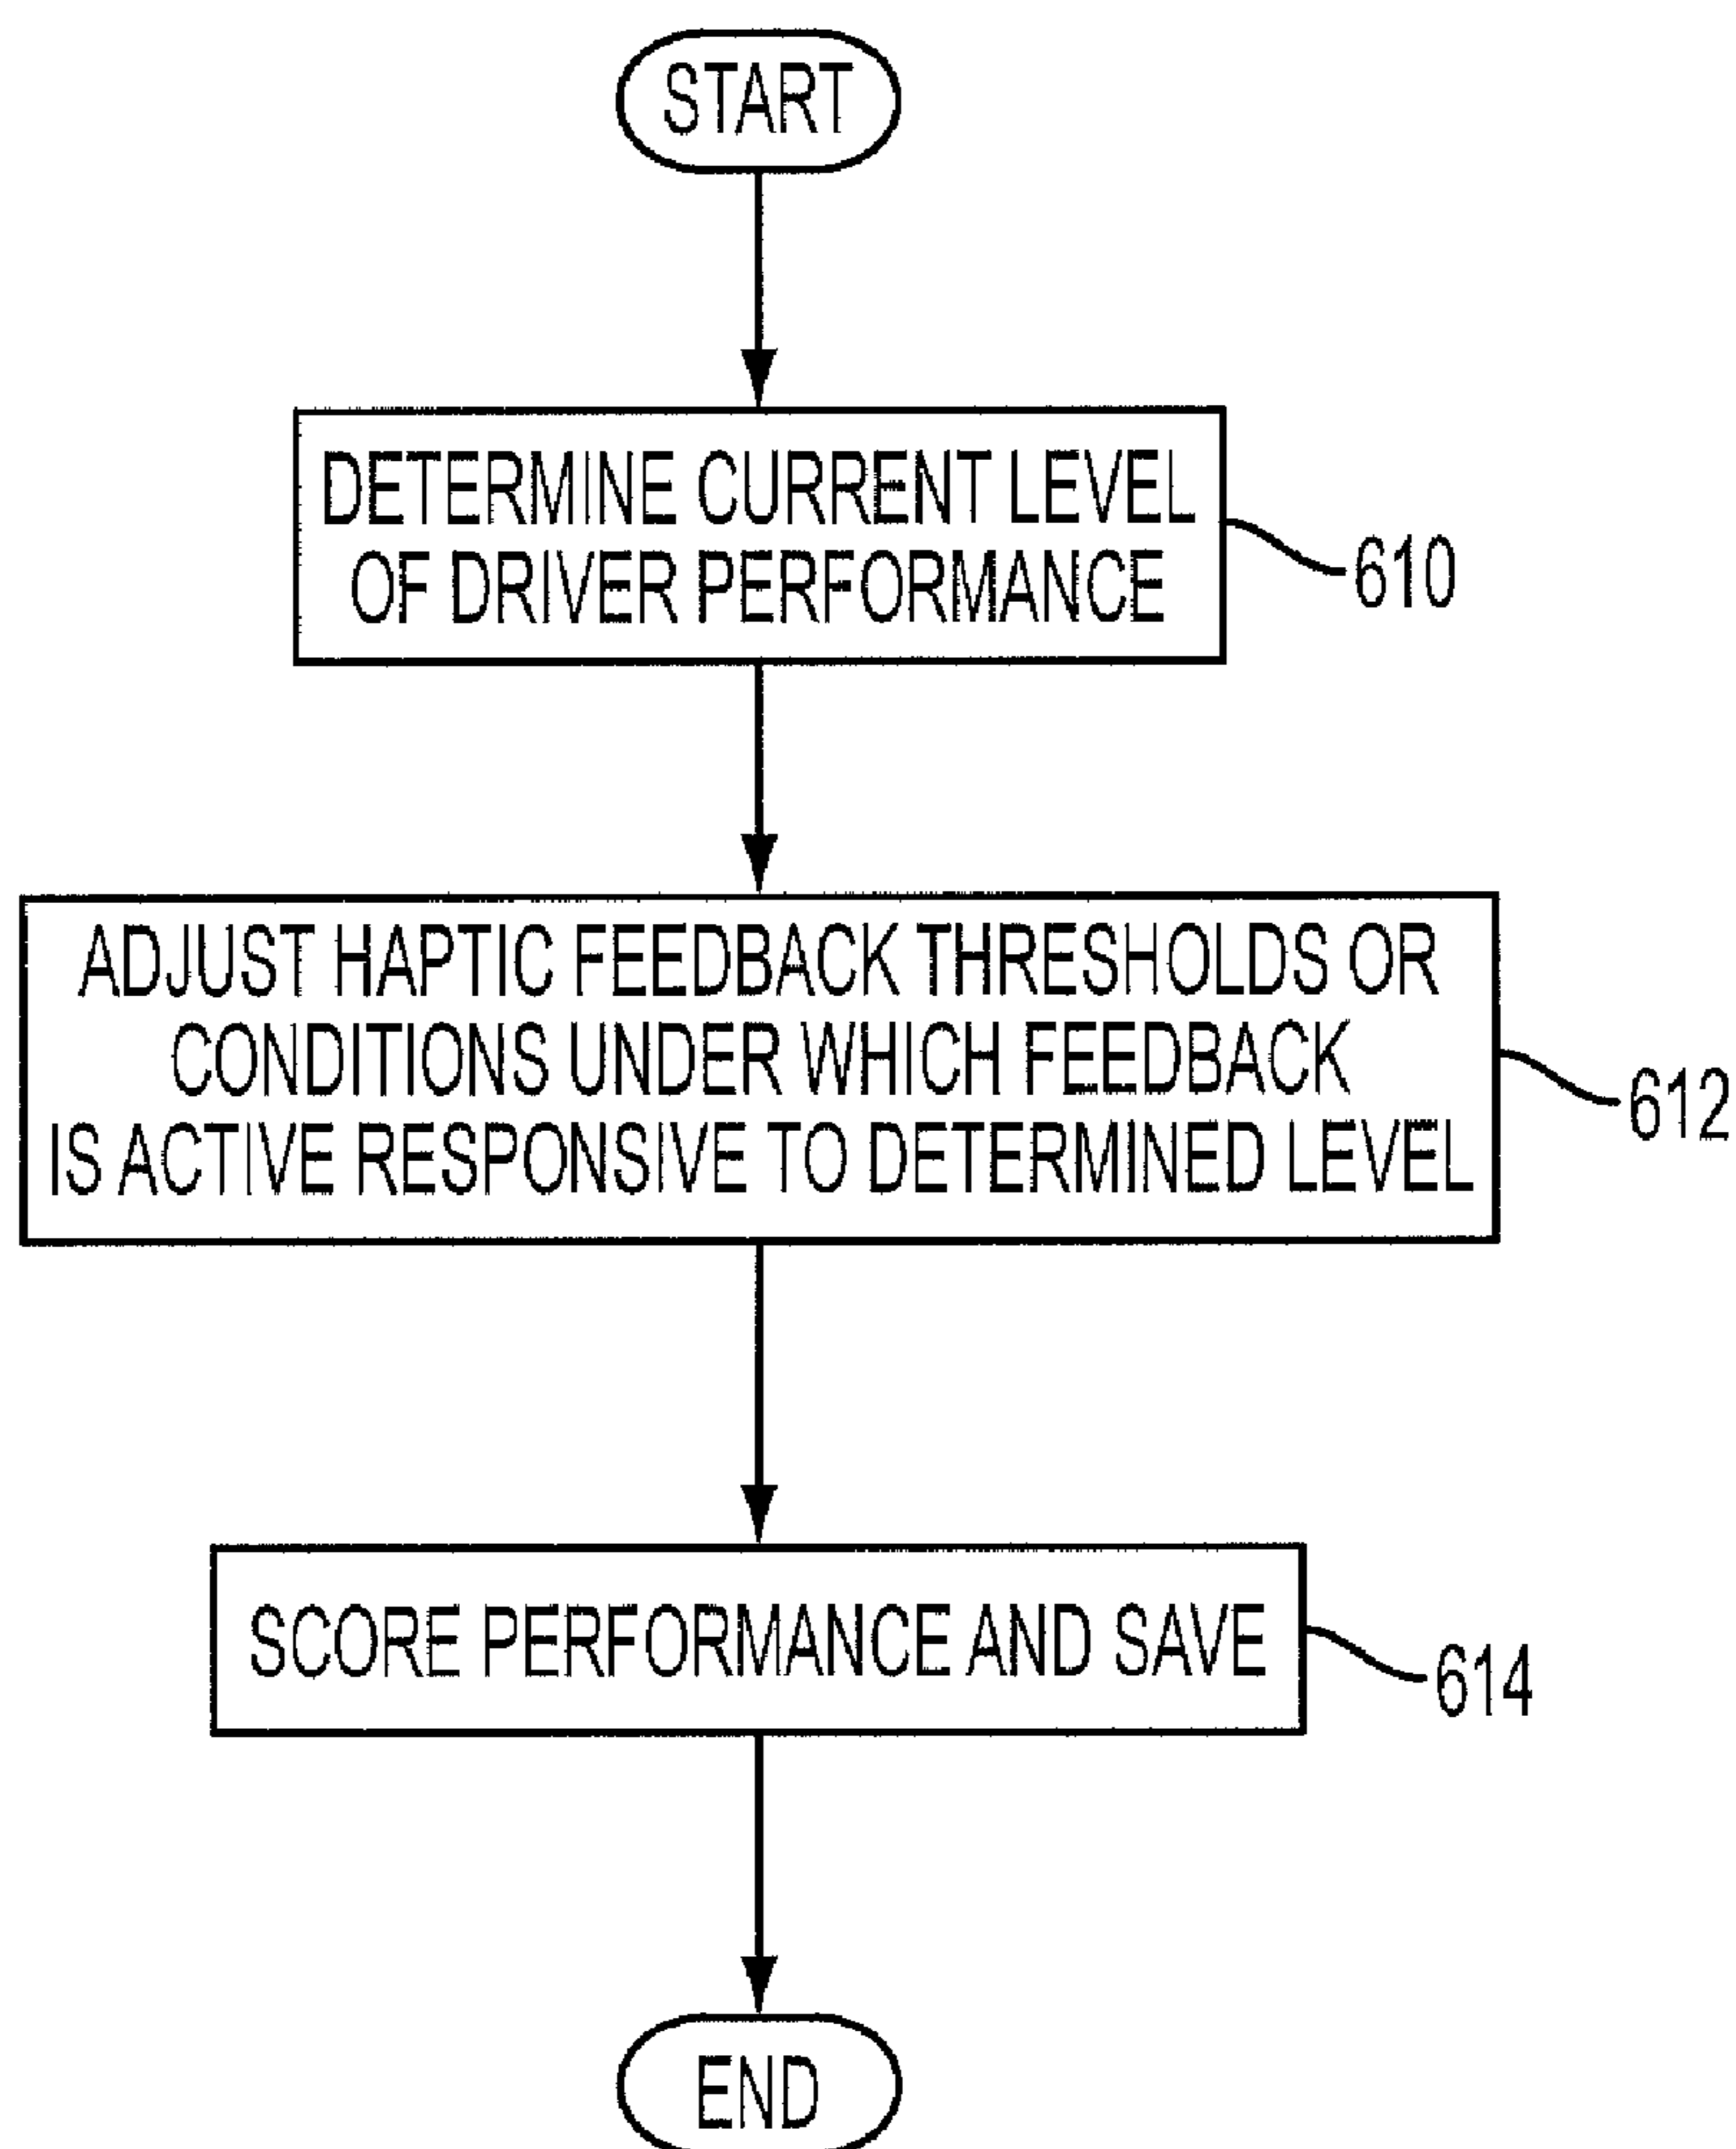 START
DETERMINE CURRENT LEVEL
OF DRIVER PERFORMANCE
610
ADJUST HAPTIC FEEDBACK THRESHOLDS OR
CONDITIONS UNDER WHICH FEEDBACK
IS ACTIVE RESPONSIVE TO DETERMINED LEVEL
612
SCORE PERFORMANCE AND SAVE
614
END